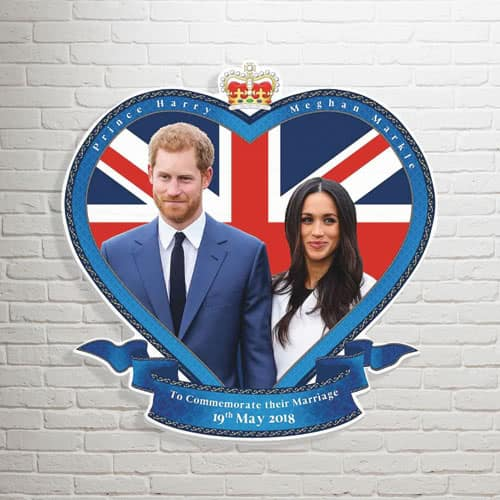 Prince Harry
Meghan Markle
To Commemorate their Marriage
19th May 2018